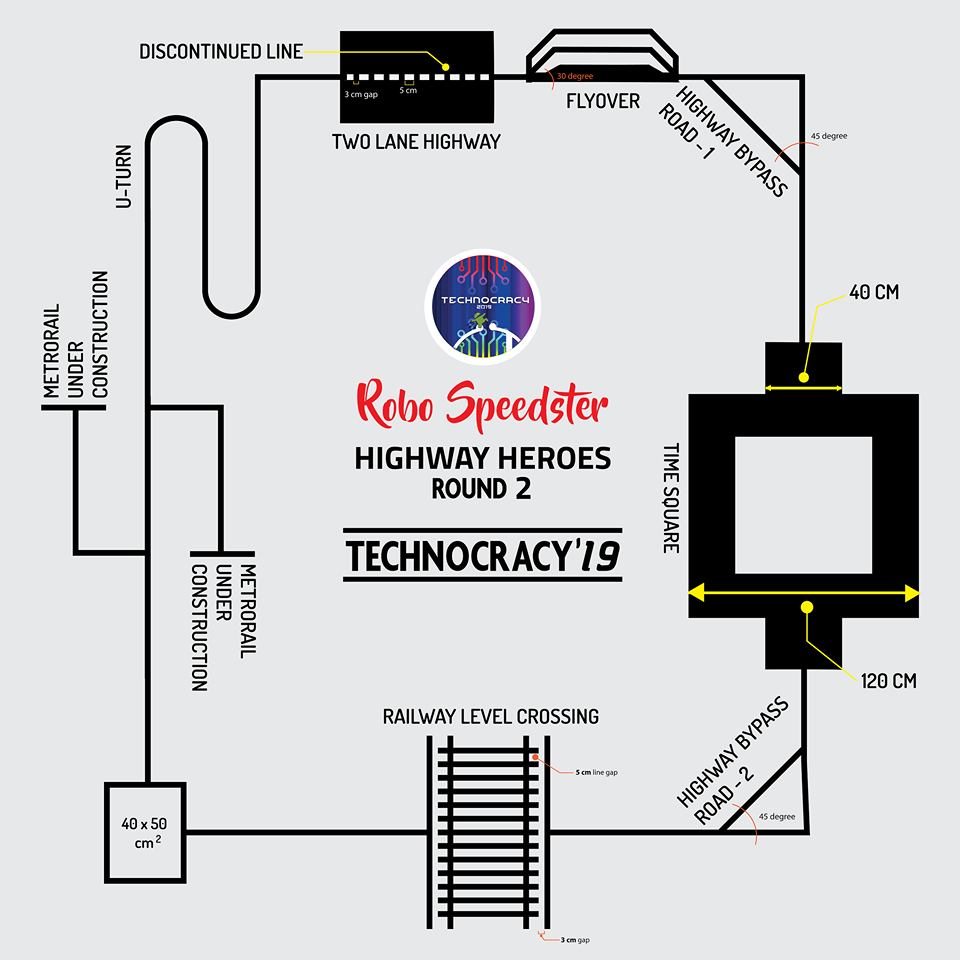 DISCONTINUED LINE
3 cm gap
5 cm
TWO LANE HIGHWAY
30 degree
FLYOVER
HIGHWAY BYPASS
ROAD - 1
45 degree
U-TURN
METRORAIL
UNDER
CONSTRUCTION
TECHNOCRACY
2019
40 CM
Robo Speedster
HIGHWAY HEROES
ROUND 2
TECHNOCRACY'19
TIME SQUARE
METRORAIL
UNDER
CONSTRUCTION
120 CM
RAILWAY LEVEL CROSSING
5 cm line gap
3 cm gap
HIGHWAY BYPASS
ROAD - 2
45 degree
40 x 50
cm²